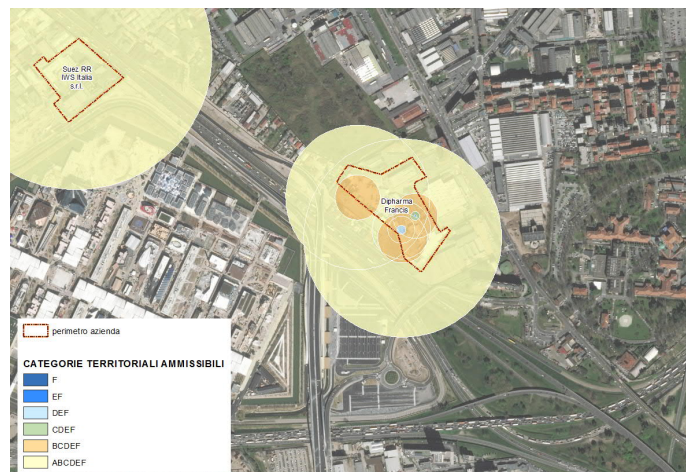 Suez RR
IWS Italia
s.r.l.
Dipharma
Francis
perimetro azienda
CATEGORIE TERRITORIALI AMMISSIBILI
F
EF
DEF
CDEF
BCDEF
ABCDEF